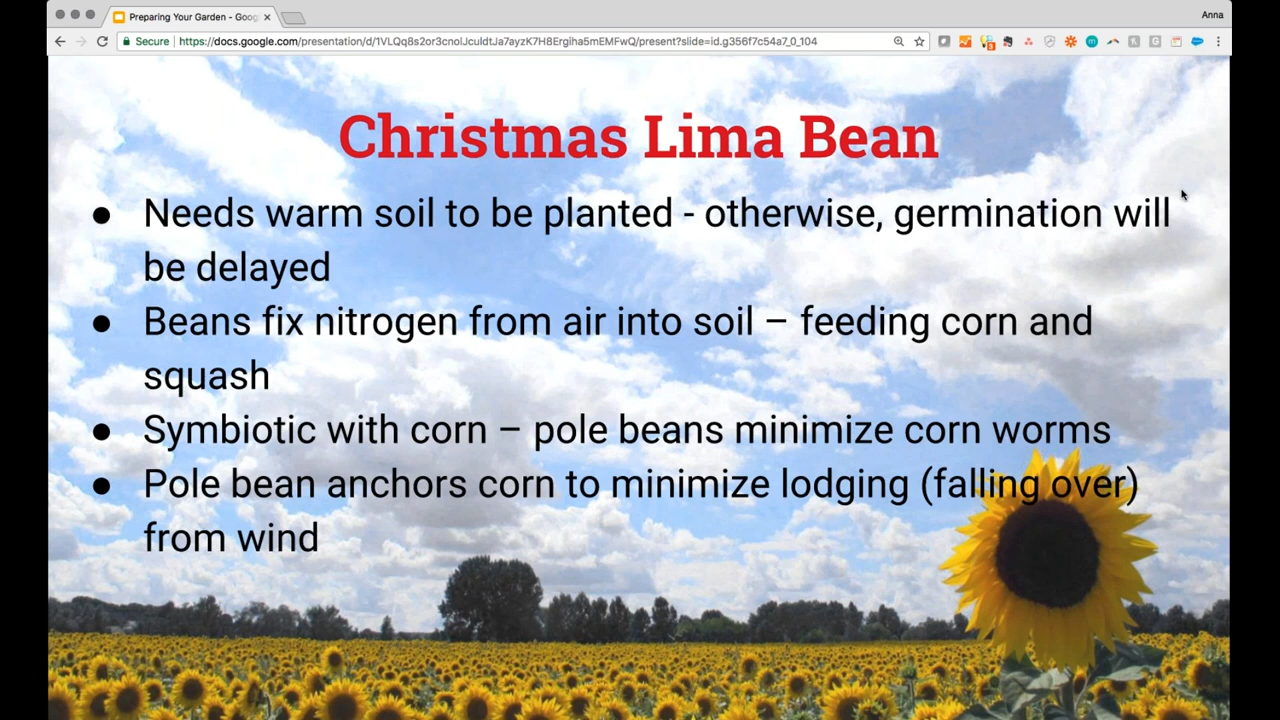 Preparing Your Garden - Goog
Anna
Secure
https://docs.google.com/presentation/d/1VLQq8s2or3cnolJculdtJa7ayzK7H8Ergiha5mEMFwQ/present?slide=id.g356f7c54a7_0_104
Christmas Lima Bean
● Needs warm soil to be planted - otherwise, germination will
be delayed
● Beans fix nitrogen from air into soil – feeding corn and
squash
● Symbiotic with corn – pole beans minimize corn worms
● Pole bean anchors corn to minimize lodging (falling over)
from wind